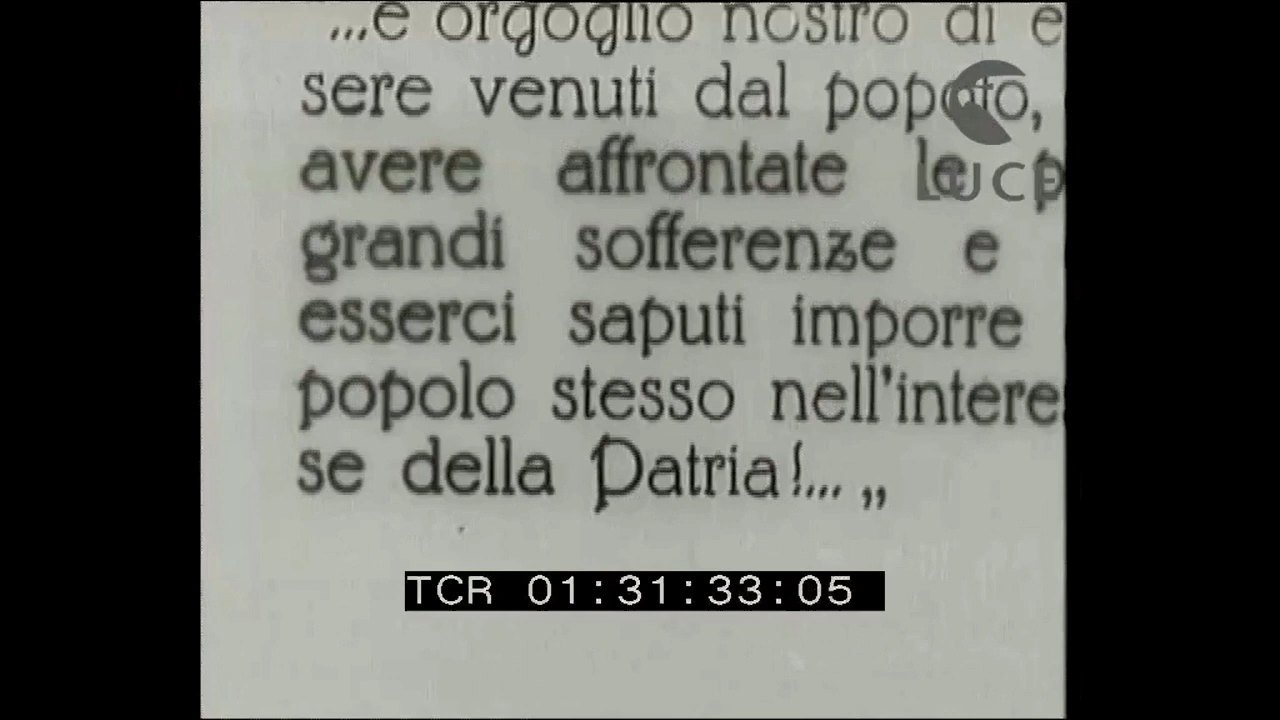 ...è orgoglio nostro di e
sere venuti dal popolo,
avere affrontate le p
grandi sofferenze e
esserci saputi imporre
popolo stesso nell'intere
se della Patria!...„
LUCE
TCR 01:31:33:05